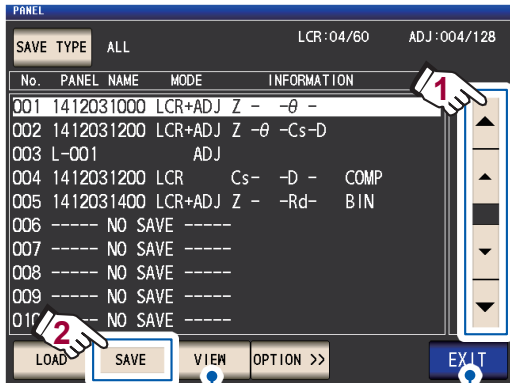 PANEL
SAVE TYPE ALL LCR:04/60 ADJ:004/128
No. PANEL NAME MODE INFORMATION
001 1412031000 LCR+ADJ Z - -θ -
002 1412031200 LCR+ADJ Z -θ -Cs-D
003 L-001 ADJ
004 1412031200 LCR Cs- -D - COMP
005 1412031400 LCR+ADJ Z - -Rd- BIN
006 ----- NO SAVE -----
007 ----- NO SAVE -----
008 ----- NO SAVE -----
009 ----- NO SAVE -----
010 ----- NO SAVE -----
1
2
LOAD SAVE VIEW OPTION >> EXIT